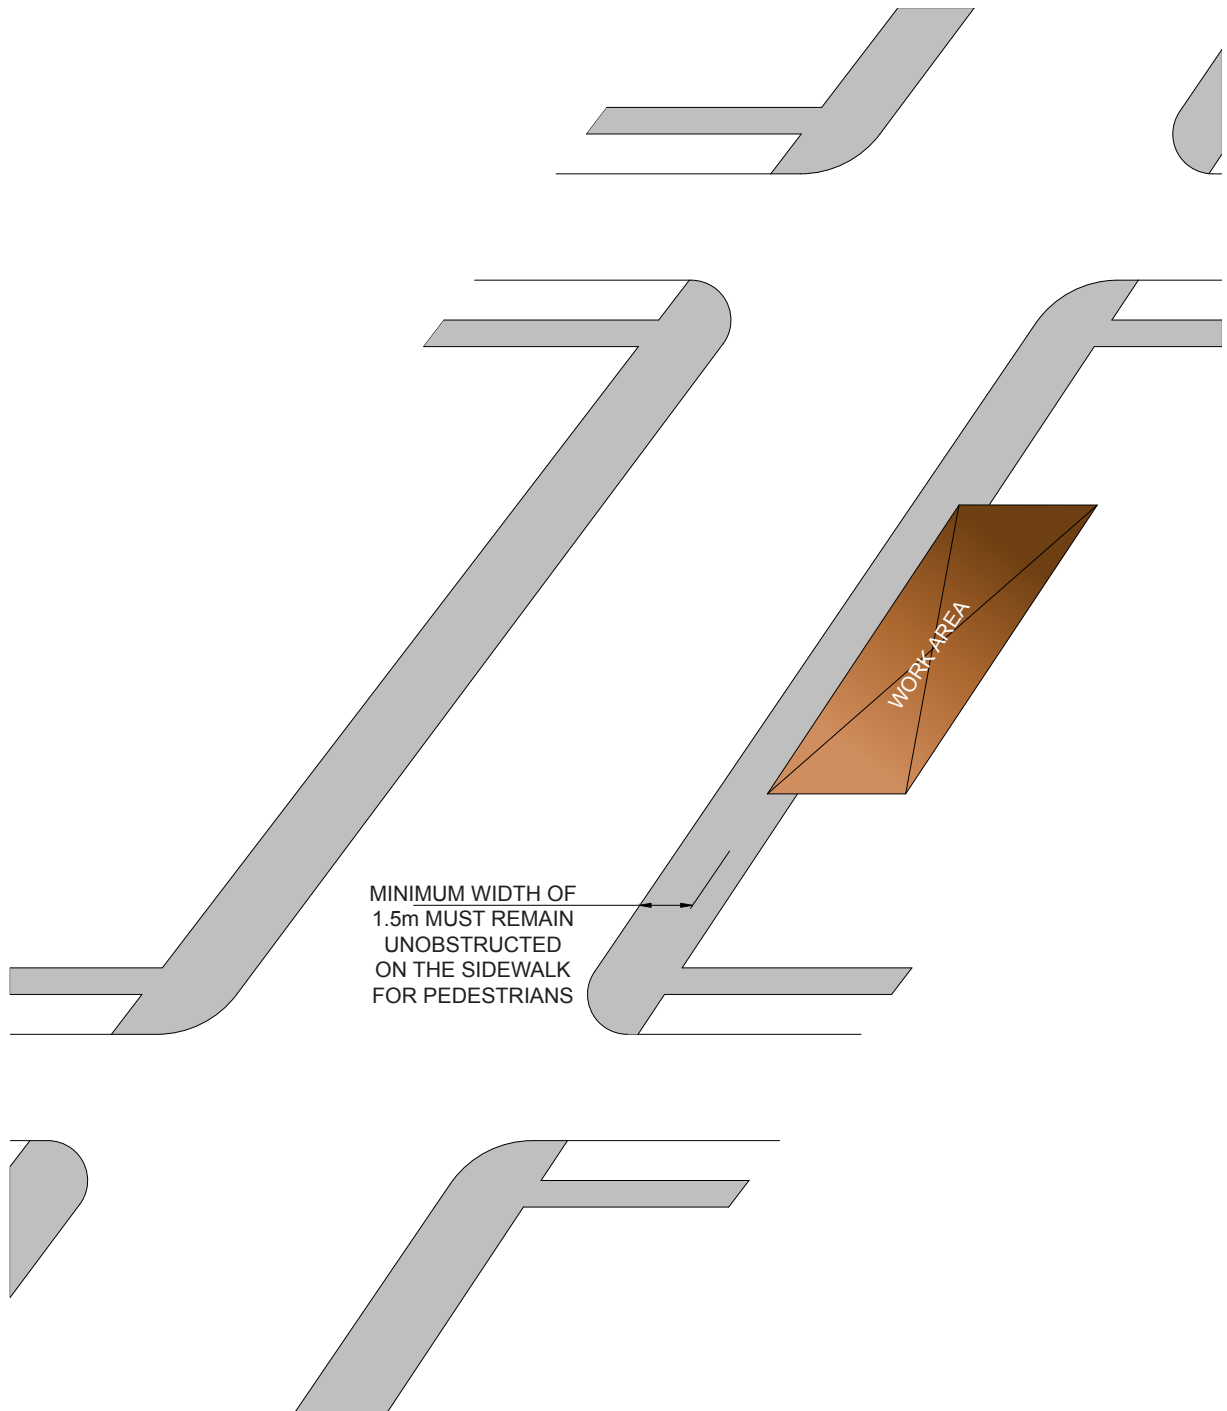 WORK AREA
MINIMUM WIDTH OF
1.5m MUST REMAIN
UNOBSTRUCTED
ON THE SIDEWALK
FOR PEDESTRIANS